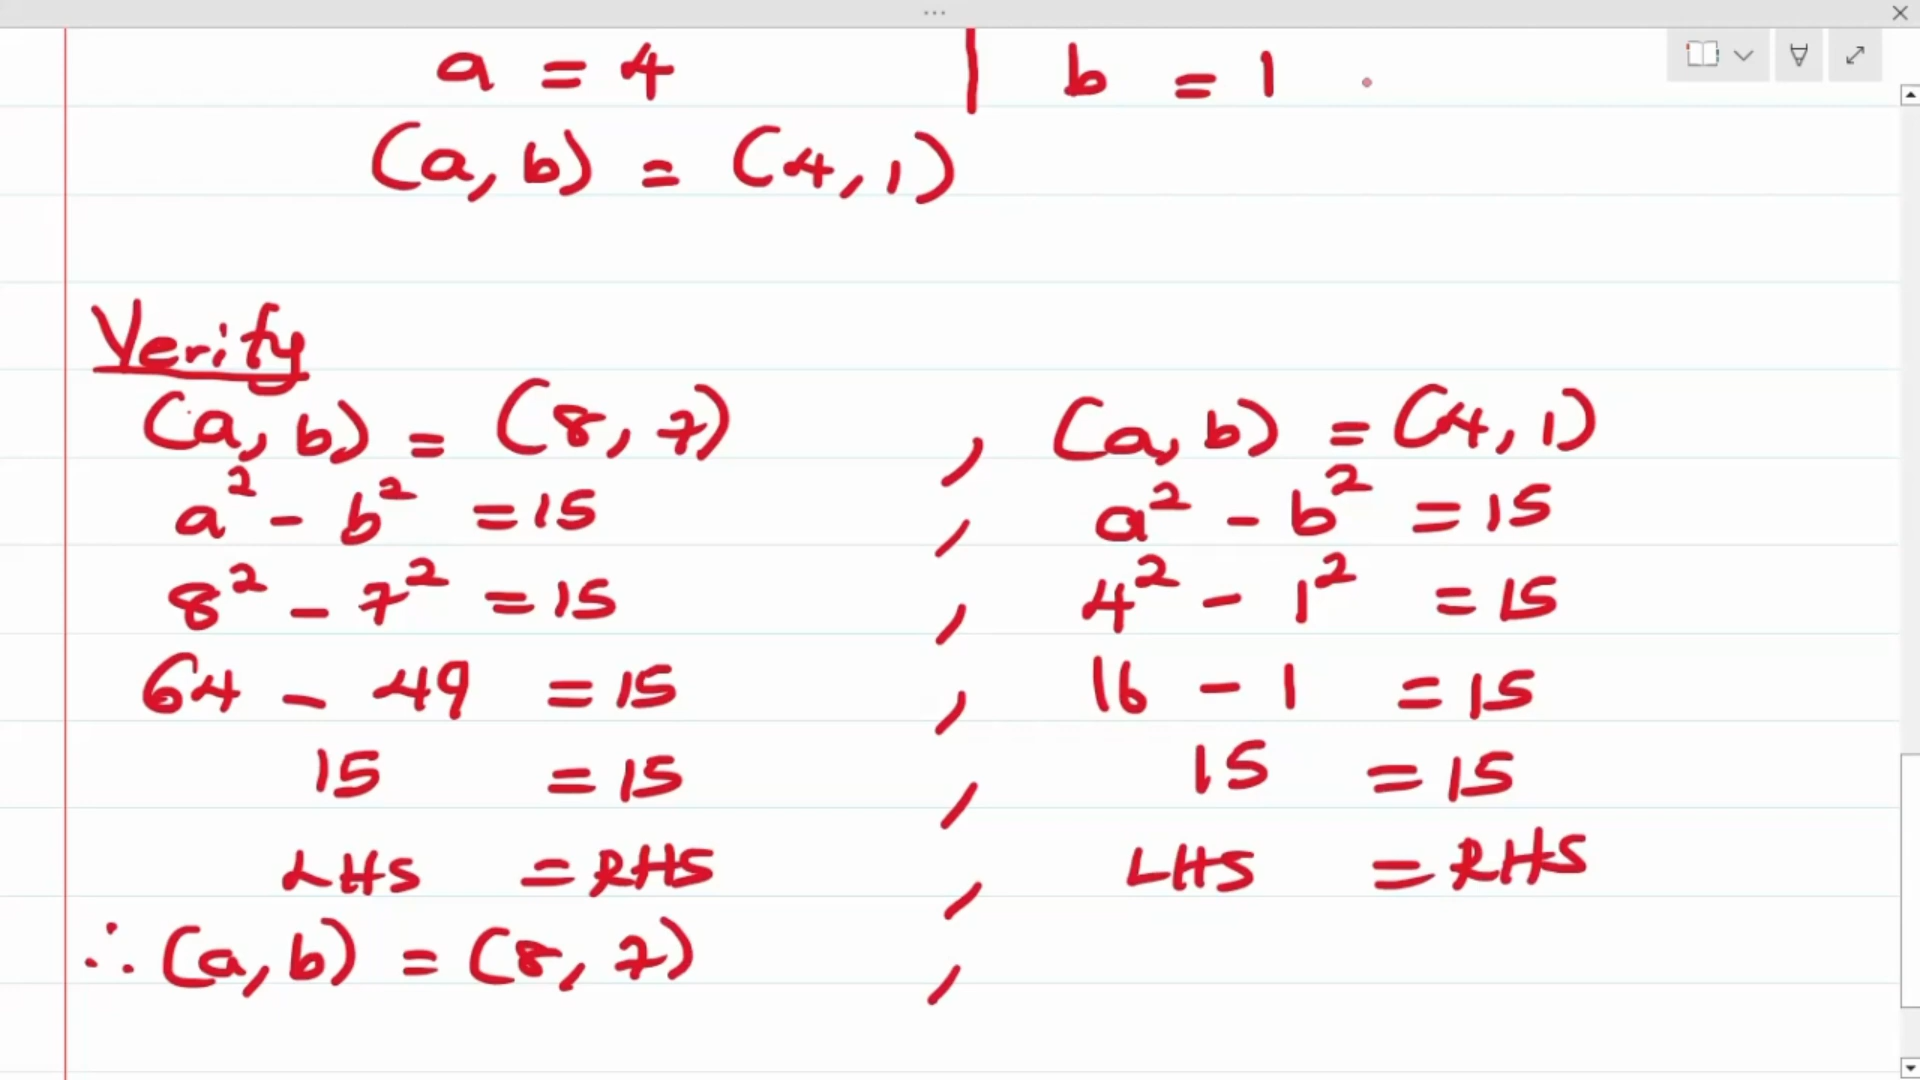 a = 4 | b = 1
(a, b) = (4, 1)
Verify
(a, b) = (8, 7) , (a, b) = (4, 1)
a² - b² = 15 , a² - b² = 15
8² - 7² = 15 , 4² - 1² = 15
64 - 49 = 15 , 16 - 1 = 15
15 = 15 , 15 = 15
LHS = RHS , LHS = RHS
∴ (a, b) = (8, 7) ,